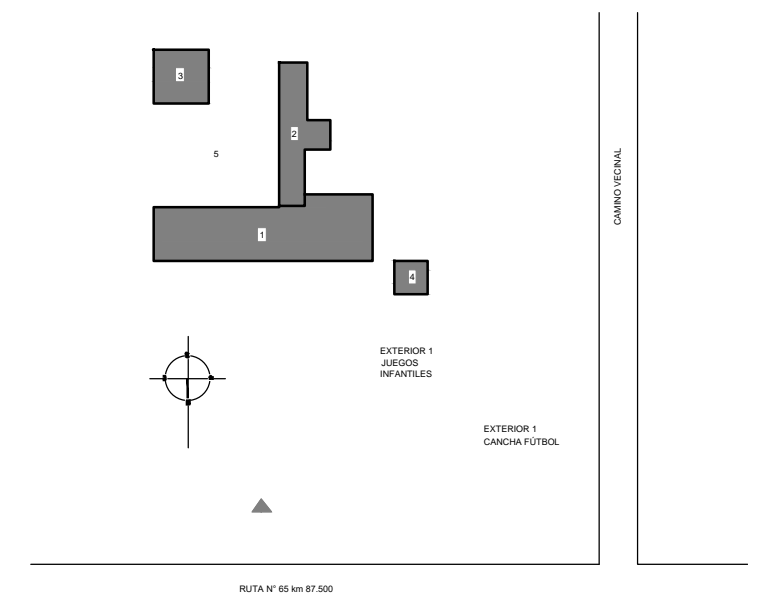 3
2
5
CAMINO VECINAL
1
4
EXTERIOR 1
JUEGOS
INFANTILES
EXTERIOR 1
CANCHA FÚTBOL
RUTA N° 65 km 87.500